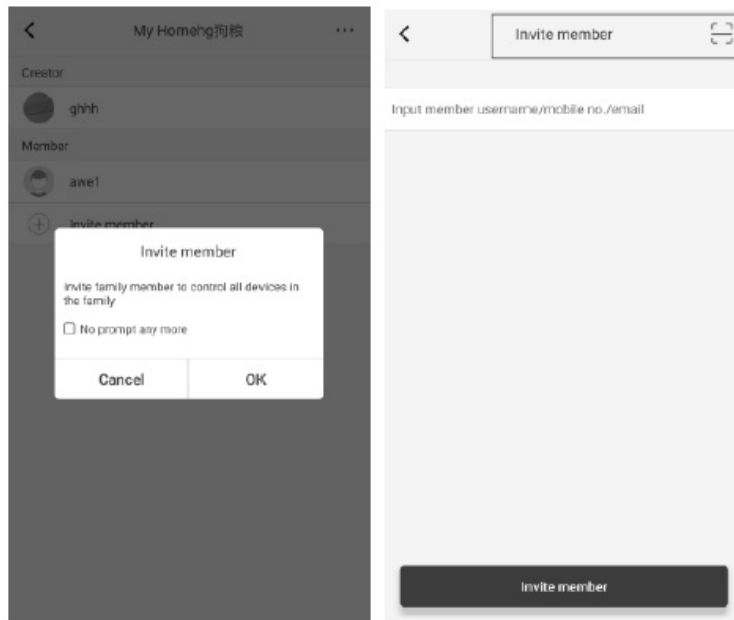 My Homehg狗粮
Creator
ghhh
Member
awe1
Invite member
Invite member
Invite family member to control all devices in
the family
No prompt any more
Cancel
OK
Invite member
Input member username/mobile no./email
Invite member